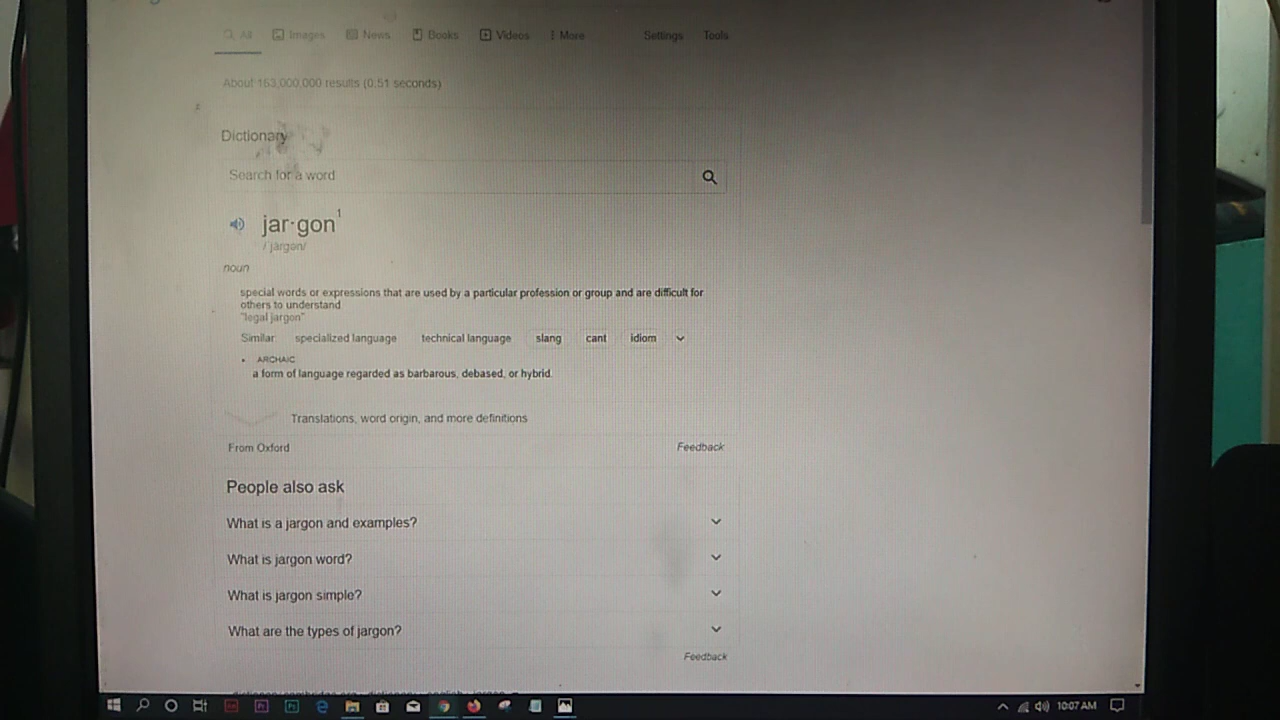 All Images News Books Videos More Settings Tools
About 163,000,000 results (0.51 seconds)
Dictionary
Search for a word
jar·gon1
/ˈjärɡən/
noun
special words or expressions that are used by a particular profession or group and are difficult for
others to understand
"legal jargon"
Similar: specialized language technical language slang cant idiom
• ARCHAIC
a form of language regarded as barbarous, debased, or hybrid.
Translations, word origin, and more definitions
From Oxford Feedback
People also ask
What is a jargon and examples?
What is jargon word?
What is jargon simple?
What are the types of jargon?
Feedback
10:07 AM